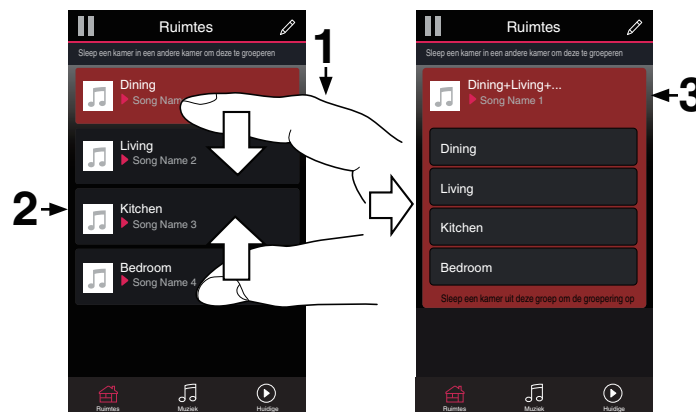 Ruimtes
Sleep een kamer in een andere kamer om deze te groeperen
1
Dining
Song Na
Living
Song Name 2
2
Kitchen
Song Name 3
Bedroom
Song Name 4
Ruimtes
Muziek
Huidige
Ruimtes
Sleep een kamer in een andere kamer om deze te groeperen
Dining+Living+...
Song Name 1
3
Dining
Living
Kitchen
Bedroom
Sleep een kamer uit deze groep om de groepering op
Ruimtes
Muziek
Huidige